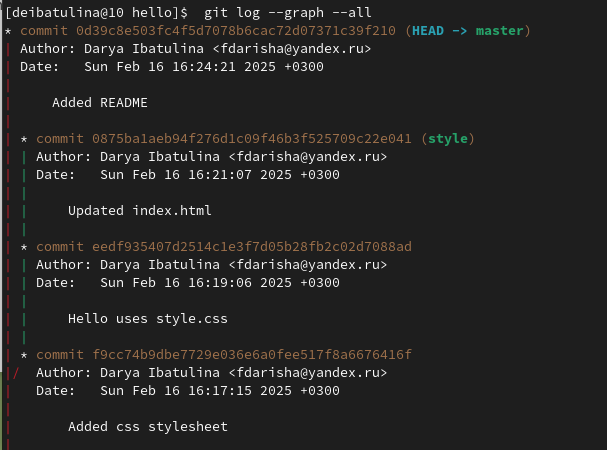 [deibatulina@10 hello]$  git log --graph --all
* commit 0d39c8e503fc4f5d7078b6cac72d07371c39f210 (HEAD -> master)
| Author: Darya Ibatulina <fdarisha@yandex.ru>
| Date:   Sun Feb 16 16:24:21 2025 +0300
|
|     Added README
|
| * commit 0875ba1aeb94f276d1c09f46b3f525709c22e041 (style)
| | Author: Darya Ibatulina <fdarisha@yandex.ru>
| | Date:   Sun Feb 16 16:21:07 2025 +0300
| |
| |     Updated index.html
| |
| * commit eedf935407d2514c1e3f7d05b28fb2c02d7088ad
| | Author: Darya Ibatulina <fdarisha@yandex.ru>
| | Date:   Sun Feb 16 16:19:06 2025 +0300
| |
| |     Hello uses style.css
| |
| * commit f9cc74b9dbe7729e036e6a0fee517f8a6676416f
|/  Author: Darya Ibatulina <fdarisha@yandex.ru>
|   Date:   Sun Feb 16 16:17:15 2025 +0300
|
|       Added css stylesheet
|